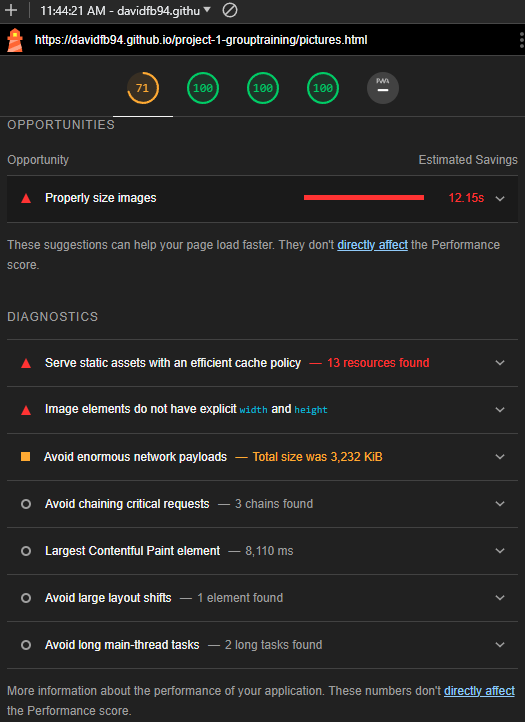 11:44:21 AM - davidfb94.githu
https://davidfb94.github.io/project-1-grouptraining/pictures.html
71 100 100 100 PWA
OPPORTUNITIES
Opportunity Estimated Savings
Properly size images 12.15s
These suggestions can help your page load faster. They don't directly affect the Performance
score.
DIAGNOSTICS
Serve static assets with an efficient cache policy — 13 resources found
Image elements do not have explicit width and height
Avoid enormous network payloads — Total size was 3,232 KiB
Avoid chaining critical requests — 3 chains found
Largest Contentful Paint element — 8,110 ms
Avoid large layout shifts — 1 element found
Avoid long main-thread tasks — 2 long tasks found
More information about the performance of your application. These numbers don't directly affect
the Performance score.